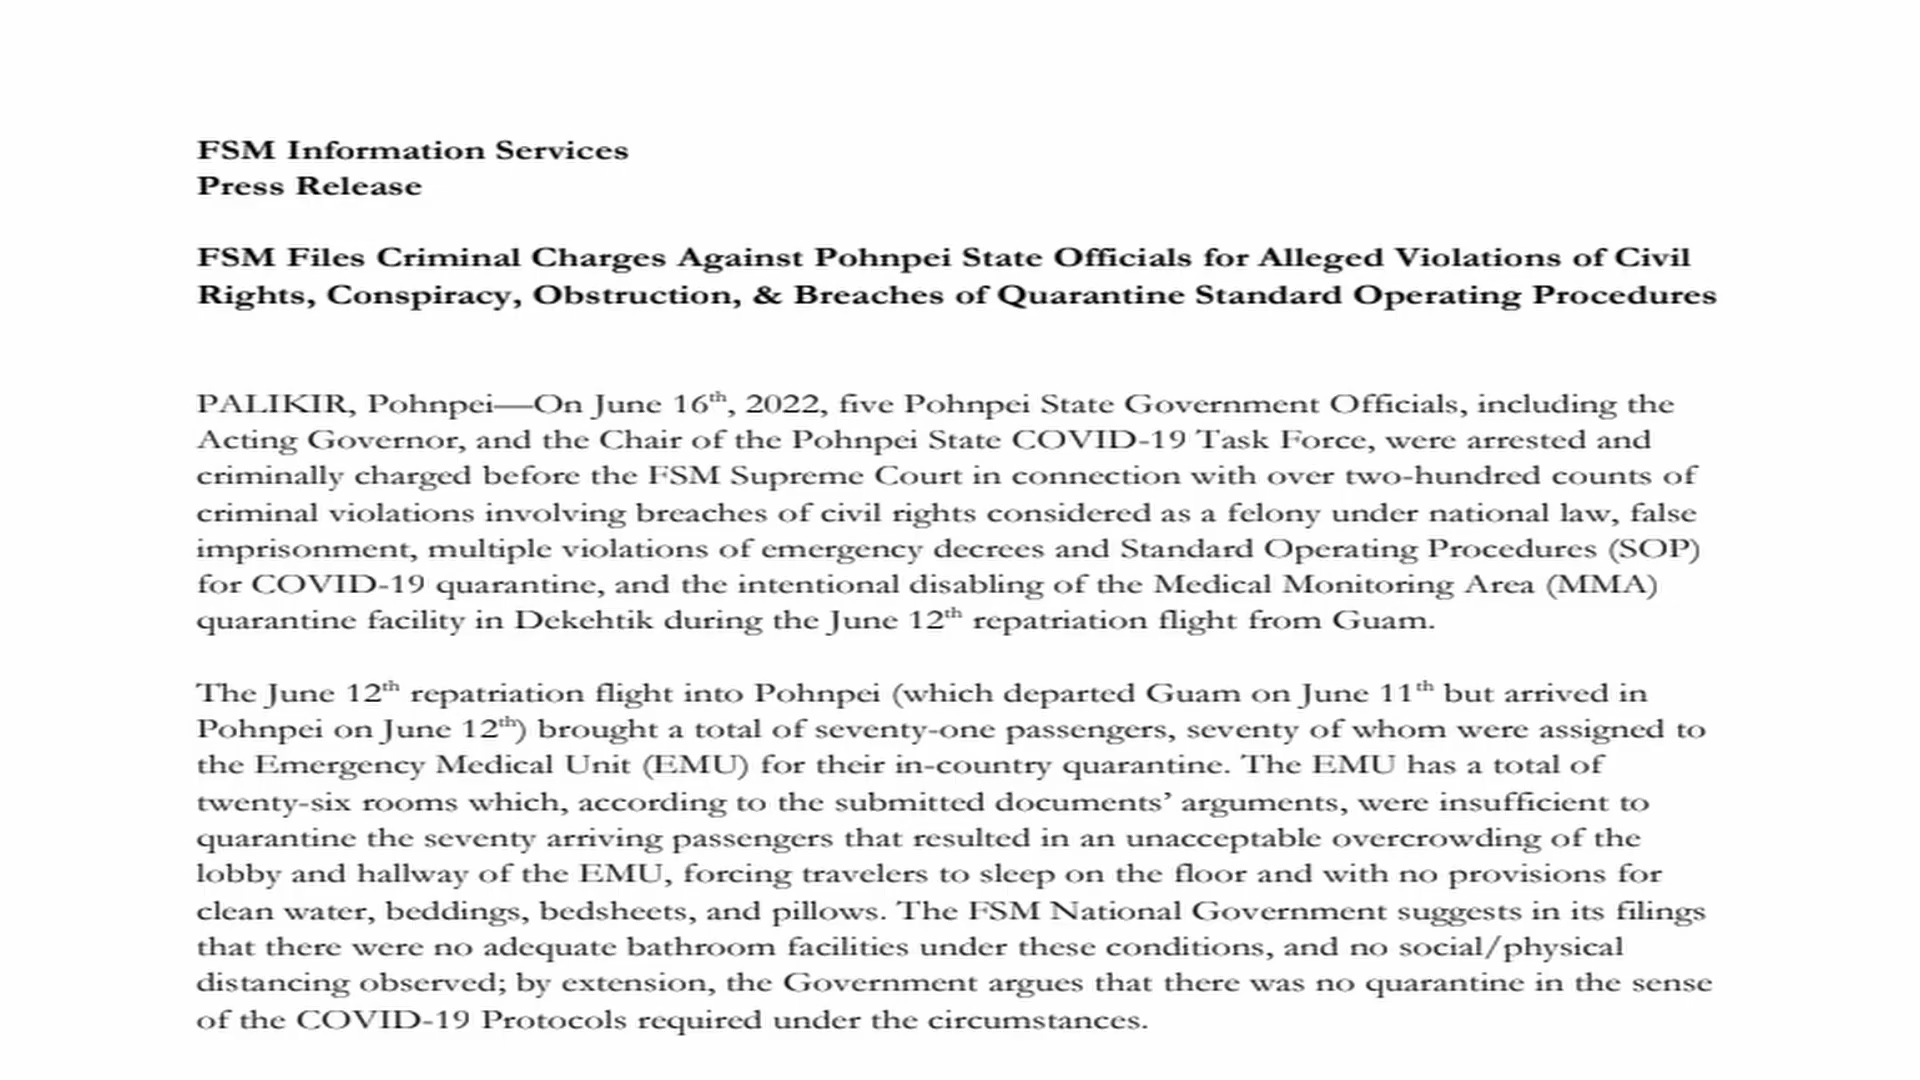 FSM Information Services
Press Release
FSM Files Criminal Charges Against Pohnpei State Officials for Alleged Violations of Civil
Rights, Conspiracy, Obstruction, & Breaches of Quarantine Standard Operating Procedures
PALIKIR, Pohnpei—On June 16th, 2022, five Pohnpei State Government Officials, including the
Acting Governor, and the Chair of the Pohnpei State COVID-19 Task Force, were arrested and
criminally charged before the FSM Supreme Court in connection with over two-hundred counts of
criminal violations involving breaches of civil rights considered as a felony under national law, false
imprisonment, multiple violations of emergency decrees and Standard Operating Procedures (SOP)
for COVID-19 quarantine, and the intentional disabling of the Medical Monitoring Area (MMA)
quarantine facility in Dekehtik during the June 12th repatriation flight from Guam.
The June 12th repatriation flight into Pohnpei (which departed Guam on June 11th but arrived in
Pohnpei on June 12th) brought a total of seventy-one passengers, seventy of whom were assigned to
the Emergency Medical Unit (EMU) for their in-country quarantine. The EMU has a total of
twenty-six rooms which, according to the submitted documents’ arguments, were insufficient to
quarantine the seventy arriving passengers that resulted in an unacceptable overcrowding of the
lobby and hallway of the EMU, forcing travelers to sleep on the floor and with no provisions for
clean water, beddings, bedsheets, and pillows. The FSM National Government suggests in its filings
that there were no adequate bathroom facilities under these conditions, and no social/physical
distancing observed; by extension, the Government argues that there was no quarantine in the sense
of the COVID-19 Protocols required under the circumstances.